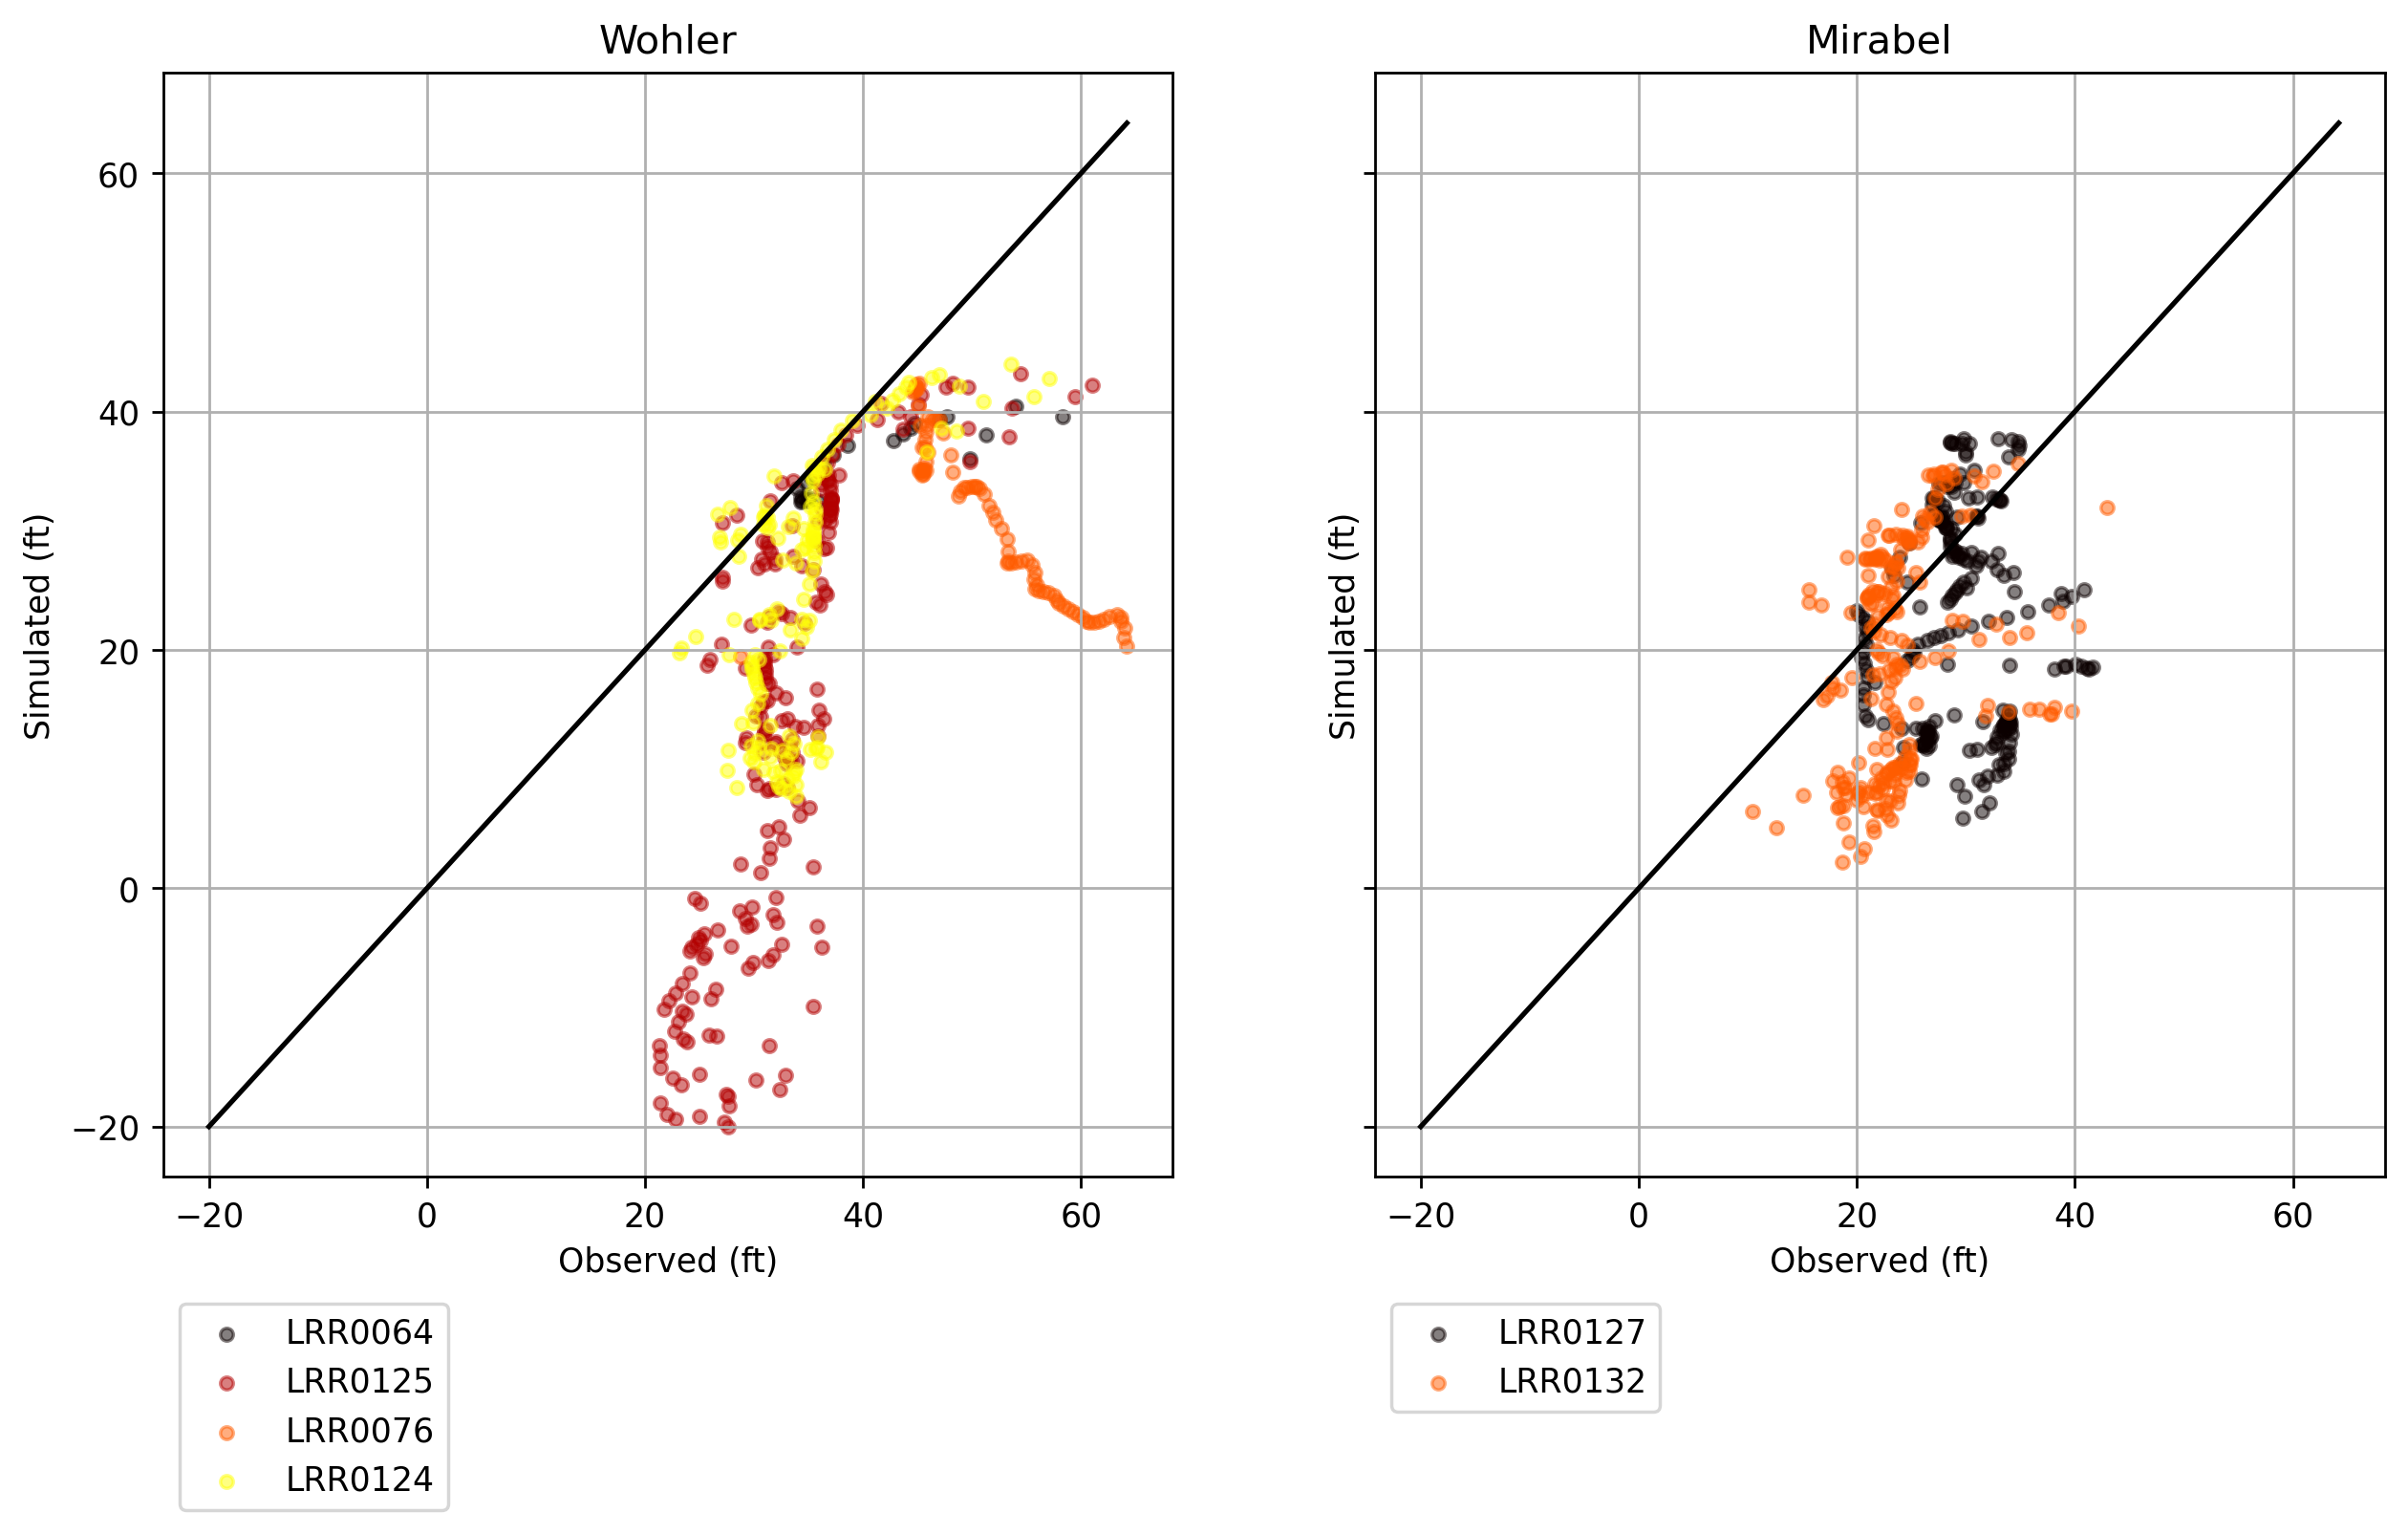 Wohler
Mirabel
60
40
20
0
−20
Simulated (ft)
Simulated (ft)
−20 0 20 40 60
−20 0 20 40 60
Observed (ft)
Observed (ft)
LRR0064
LRR0125
LRR0076
LRR0124
LRR0127
LRR0132